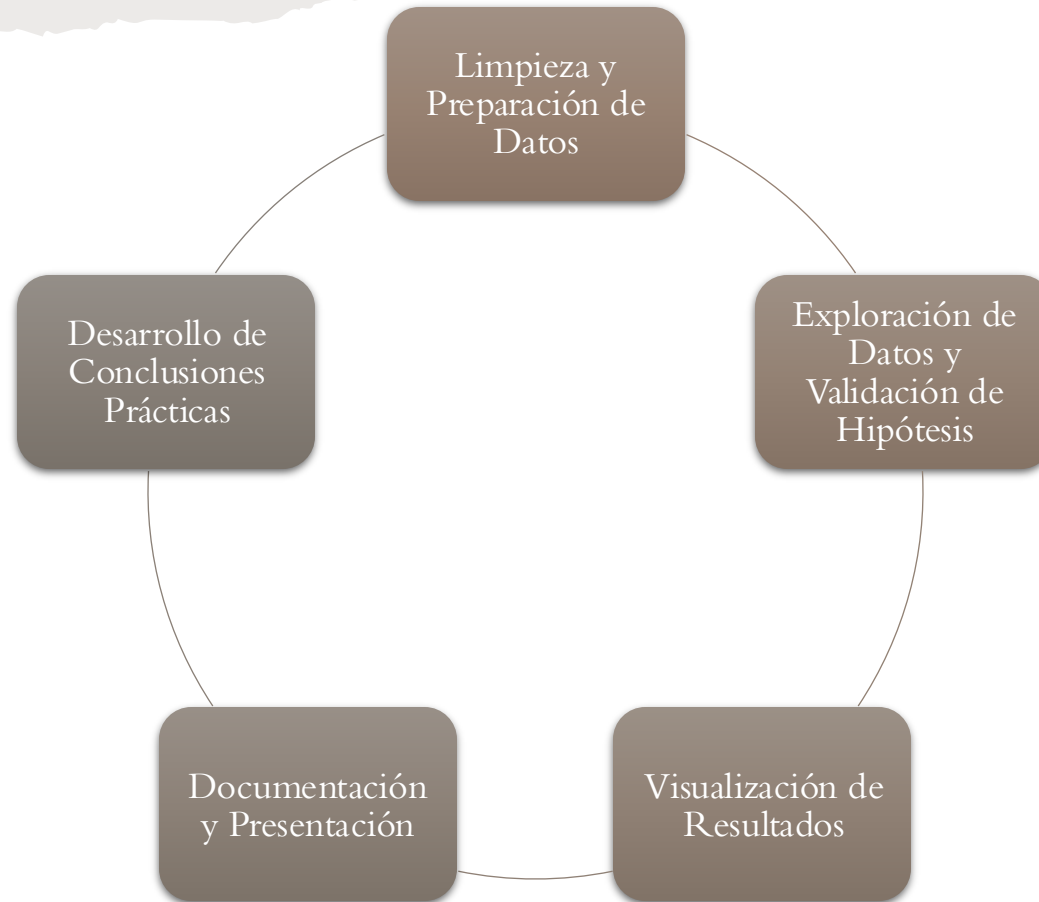 Limpieza y
Preparación de
Datos
Exploración de
Datos y
Validación de
Hipótesis
Visualización de
Resultados
Documentación
y Presentación
Desarrollo de
Conclusiones
Prácticas